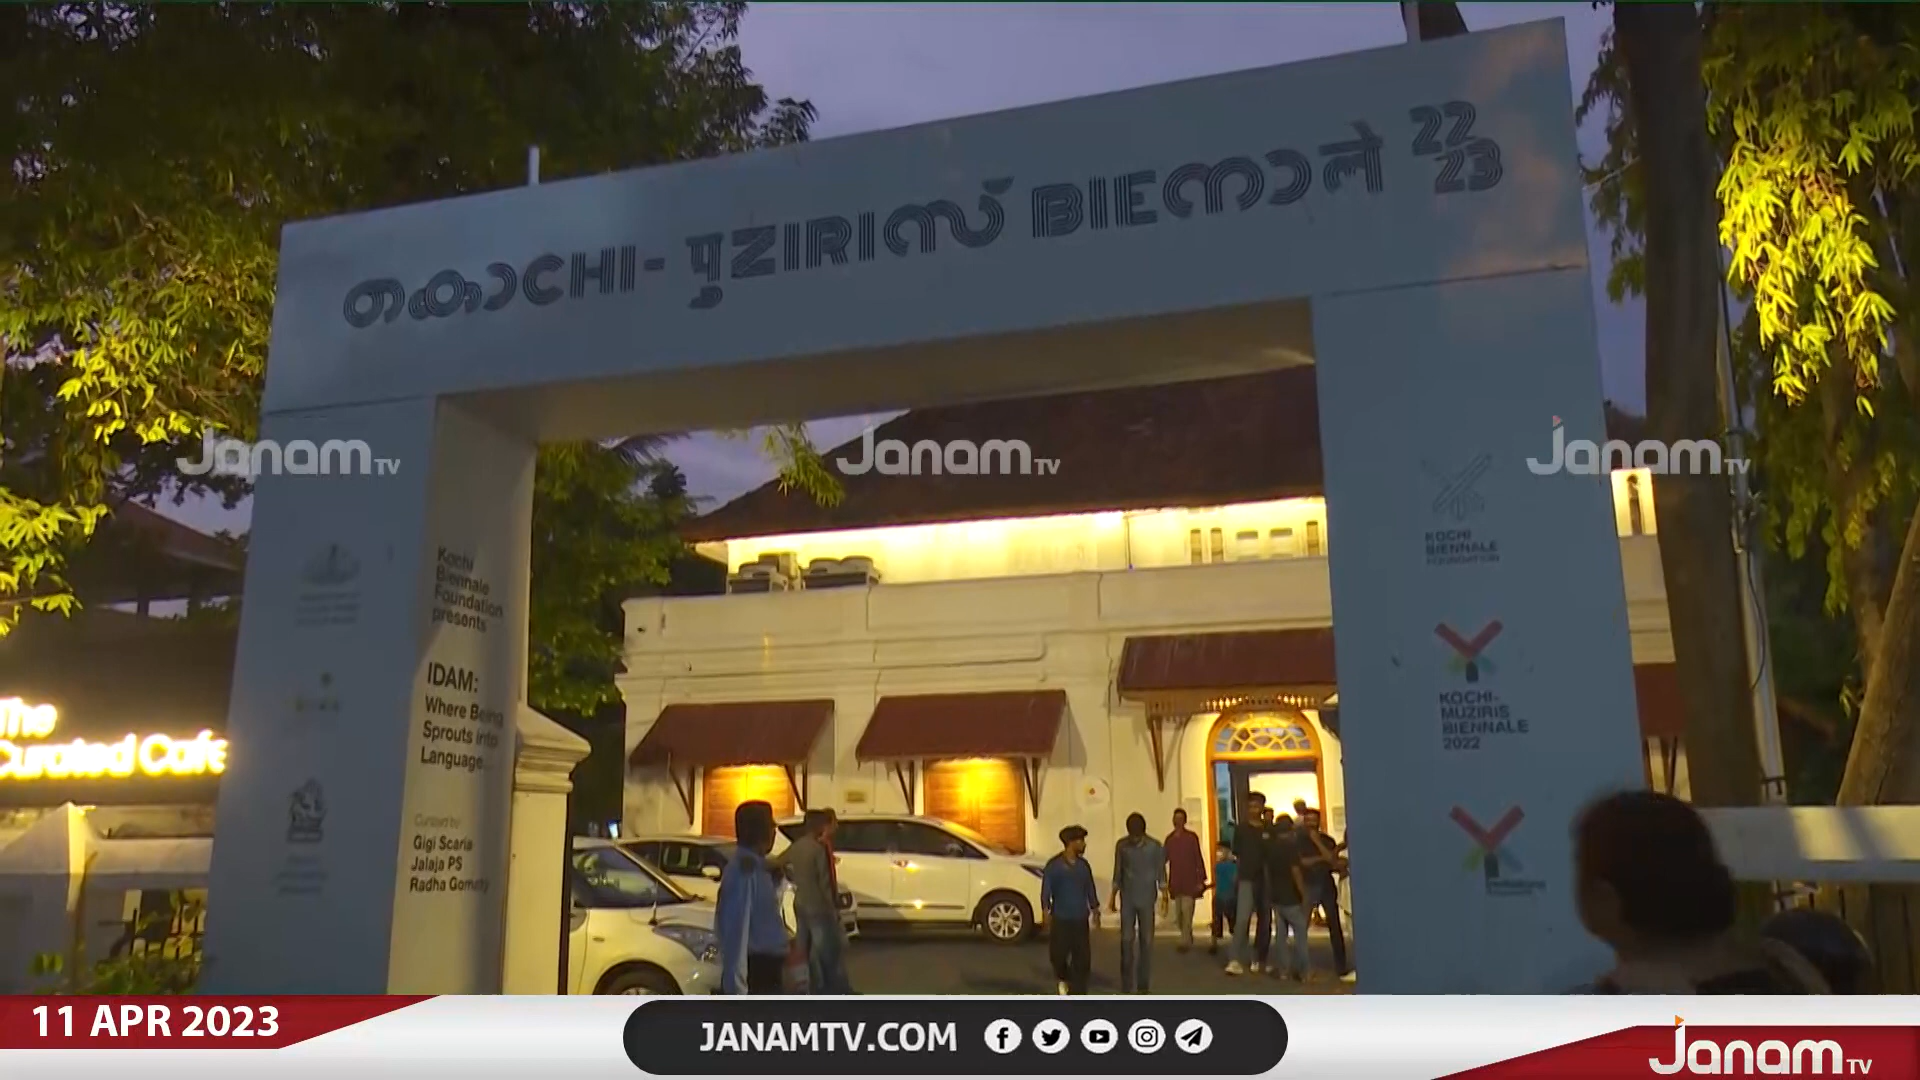 കൊCHI-मुZIRIസ് BIEnnാലे 22
23
Janam TV
Janam TV
Janam TV
Kochi
Biennale
Foundation
presents
IDAM:
Where Being
Sprouts into
Language
Curated by
Gigi Scaria
Jalaja PS
Radha Gomaty
The
Curated Cafe
KOCHI
BIENNALE
FOUNDATION
KOCHI-
MUZIRIS
BIENNALE
2022
11 APR 2023
JANAMTV.COM
Janam TV